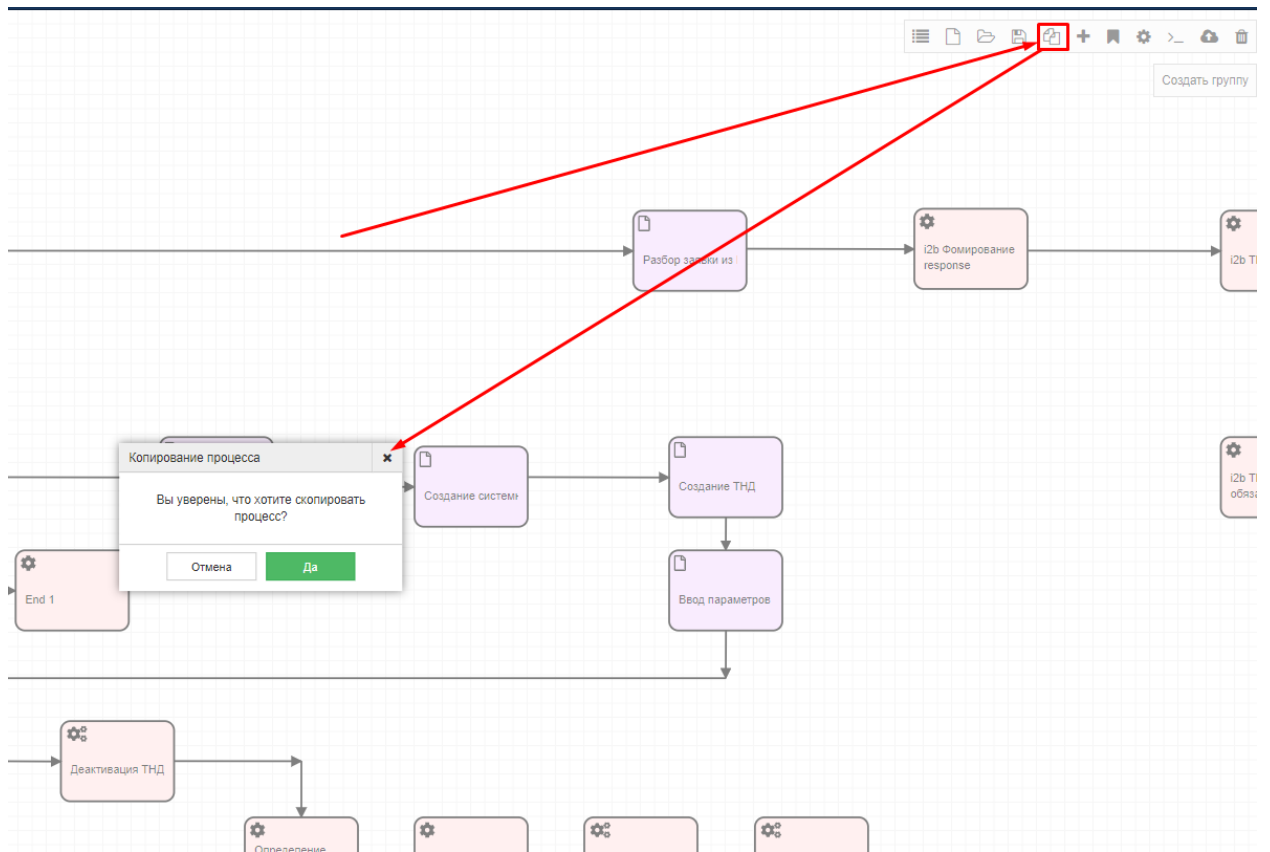 Создать группу
Разбор заявки из
i2b Фомирование
response
i2b
Копирование процесса
Вы уверены, что хотите скопировать
процесс?
Отмена
Да
Создание систем
Создание ТНД
i2b
End 1
Ввод параметров
Деактивация ТНД
Определение